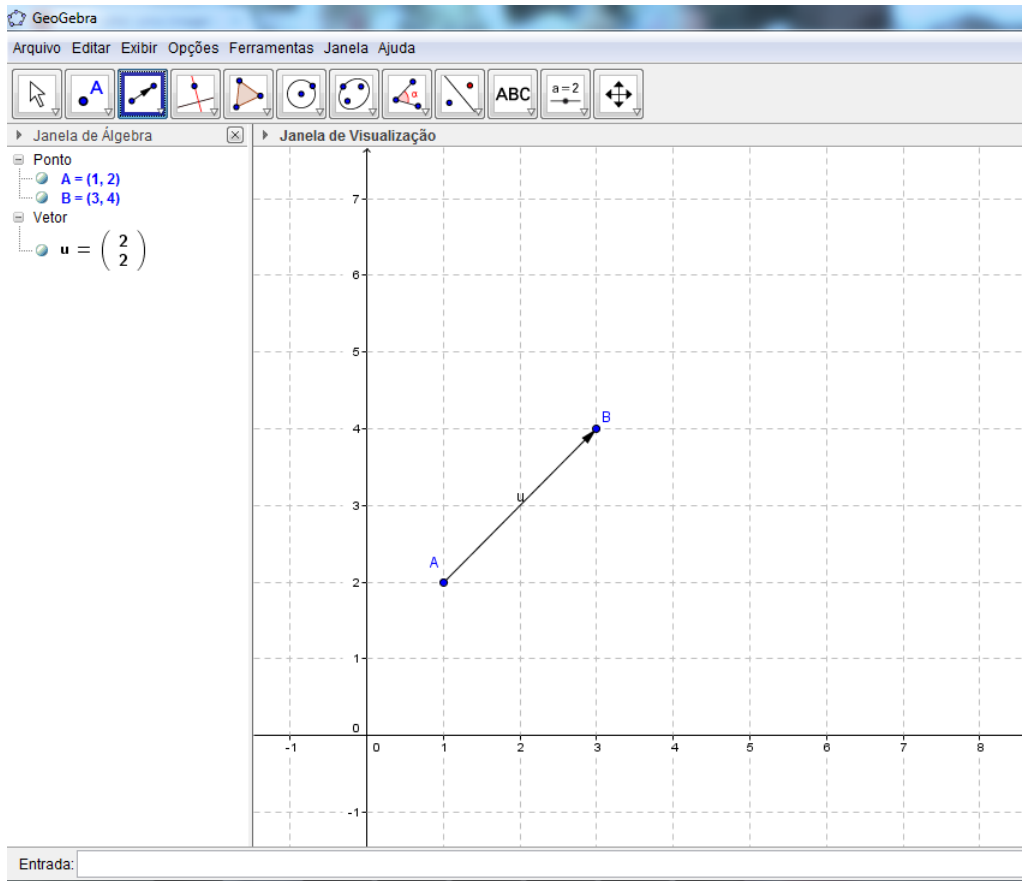 GeoGebra
Arquivo Editar Exibir Opções Ferramentas Janela Ajuda
A α ABC a=2
Janela de Álgebra
Ponto
A = (1, 2)
B = (3, 4)
Vetor
u = ( 2
2 )
Janela de Visualização
7
6
5
B
4
u
3
A
2
1
0
-1 0 1 2 3 4 5 6 7 8
-1
Entrada: